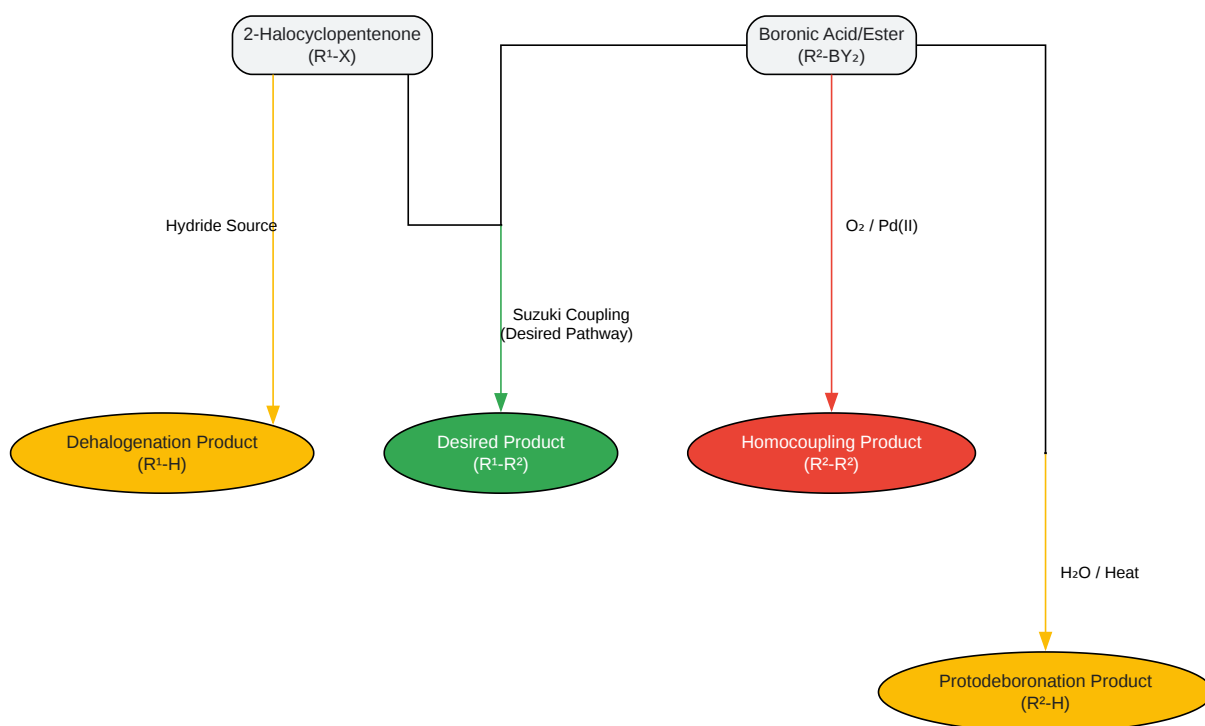 2-Halocyclopentenone
(R¹-X)
Boronic Acid/Ester
(R²-BY₂)
Hydride Source
O₂ / Pd(II)
Suzuki Coupling
(Desired Pathway)
Dehalogenation Product
(R¹-H)
Desired Product
(R¹-R²)
Homocoupling Product
(R²-R²)
H₂O / Heat
Protodeboronation Product
(R²-H)